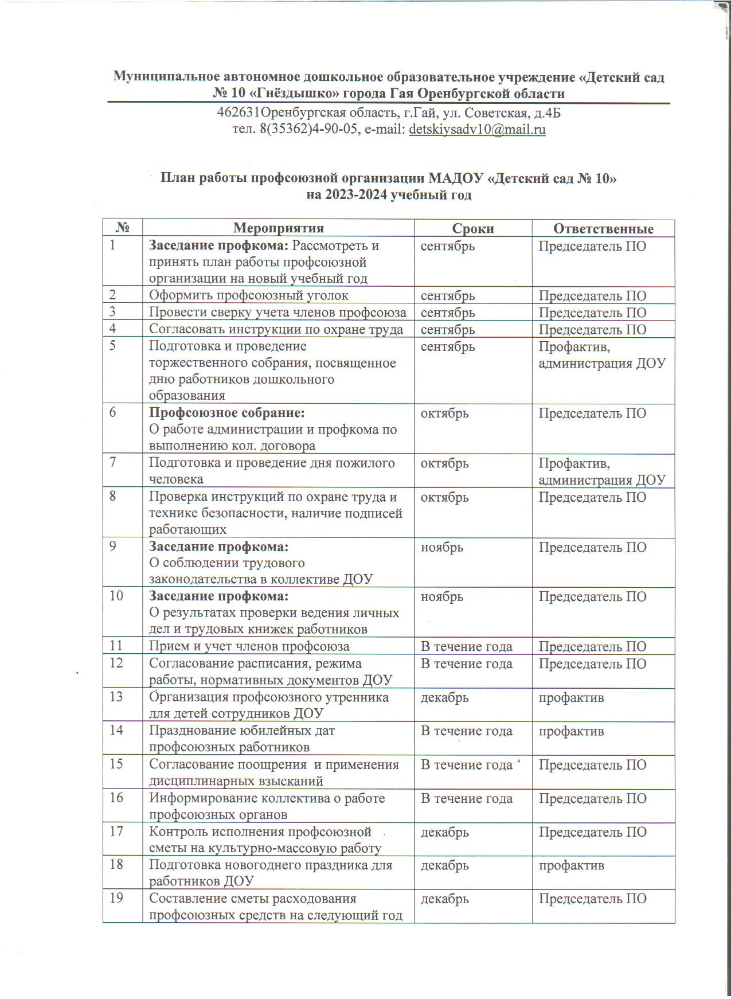 Муниципальное автономное дошкольное образовательное учреждение «Детский сад
№ 10 «Гнёздышко» города Гая Оренбургской области
462631Оренбургская область, г.Гай, ул. Советская, д.4Б
тел. 8(35362)4-90-05, e-mail: detskiysadv10@mail.ru
План работы профсоюзной организации МАДОУ «Детский сад № 10»
на 2023-2024 учебный год
№ Мероприятия Сроки Ответственные
1 Заседание профкома: Рассмотреть и сентябрь Председатель ПО
принять план работы профсоюзной
организации на новый учебный год
2 Оформить профсоюзный уголок сентябрь Председатель ПО
3 Провести сверку учета членов профсоюза сентябрь Председатель ПО
4 Согласовать инструкции по охране труда сентябрь Председатель ПО
5 Подготовка и проведение сентябрь Профактив,
торжественного собрания, посвященное администрация ДОУ
дню работников дошкольного
образования
6 Профсоюзное собрание: октябрь Председатель ПО
О работе администрации и профкома по
выполнению кол. договора
7 Подготовка и проведение дня пожилого октябрь Профактив,
человека администрация ДОУ
8 Проверка инструкций по охране труда и октябрь Председатель ПО
технике безопасности, наличие подписей
работающих
9 Заседание профкома: ноябрь Председатель ПО
О соблюдении трудового
законодательства в коллективе ДОУ
10 Заседание профкома: ноябрь Председатель ПО
О результатах проверки ведения личных
дел и трудовых книжек работников
11 Прием и учет членов профсоюза В течение года Председатель ПО
12 Согласование расписания, режима В течение года Председатель ПО
работы, нормативных документов ДОУ
13 Организация профсоюзного утренника декабрь профактив
для детей сотрудников ДОУ
14 Празднование юбилейных дат В течение года профактив
профсоюзных работников
15 Согласование поощрения и применения В течение года Председатель ПО
дисциплинарных взысканий
16 Информирование коллектива о работе В течение года Председатель ПО
профсоюзных органов
17 Контроль исполнения профсоюзной декабрь Председатель ПО
сметы на культурно-массовую работу
18 Подготовка новогоднего праздника для декабрь профактив
работников ДОУ
19 Составление сметы расходования декабрь Председатель ПО
профсоюзных средств на следующий год